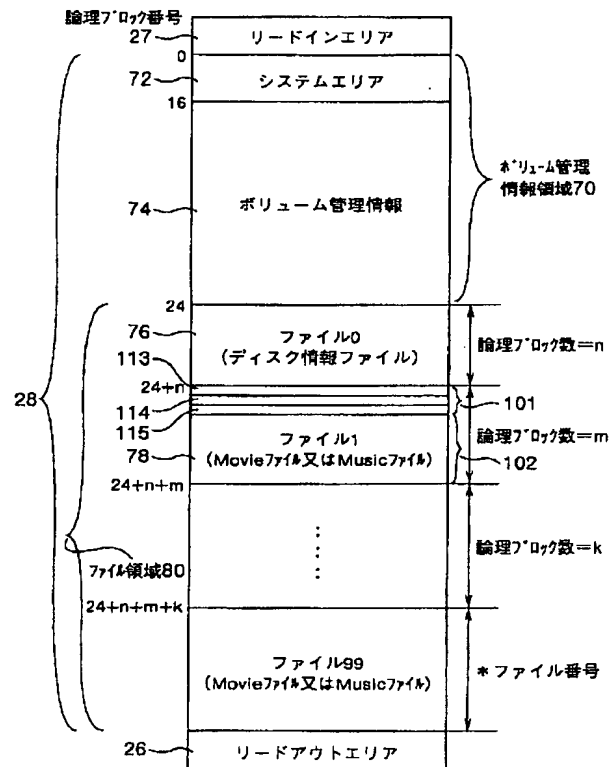 論理ブロック番号
27
リードインエリア
0
72
システムエリア
16
ボリューム管理
情報領域70
74
ボリューム管理情報
24
76
ファイル0
(ディスク情報ファイル)
論理ブロック数=n
113
24+n
101
28
114
115
論理ブロック数=m
ファイル1
78
(Movieファイル又はMusicファイル)
102
24+n+m
論理ブロック数=k
ファイル領域80
24+n+m+k
ファイル99
(Movieファイル又はMusicファイル)
*ファイル番号
26
リードアウトエリア